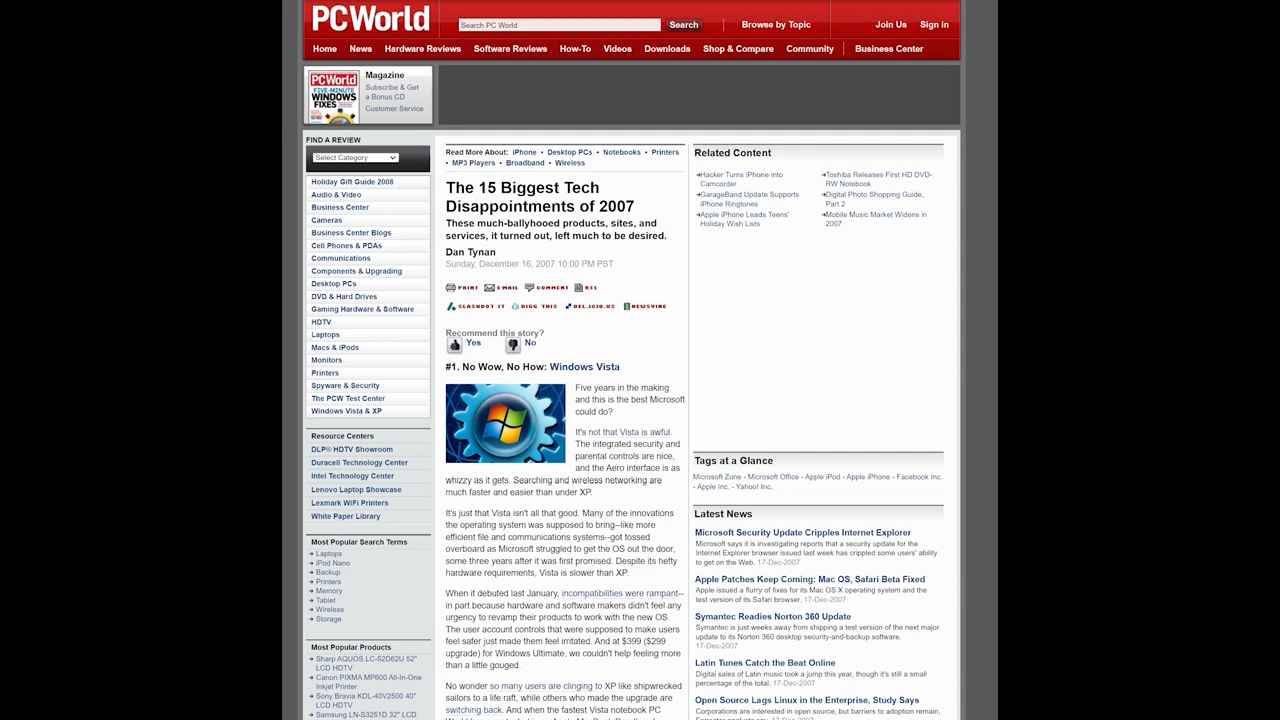 PCWorld
Search PC World
Search
Browse by Topic
Join Us
Sign in
Home
News
Hardware Reviews
Software Reviews
How-To
Videos
Downloads
Shop & Compare
Community
Business Center
PCWorld
FIVE-MINUTE
WINDOWS
FIXES
Magazine
Subscribe & Get
a Bonus CD
Customer Service
FIND A REVIEW
Select Category
Holiday Gift Guide 2008
Audio & Video
Business Center
Cameras
Business Center Blogs
Cell Phones & PDAs
Communications
Components & Upgrading
Desktop PCs
DVD & Hard Drives
Gaming Hardware & Software
HDTV
Laptops
Macs & iPods
Monitors
Printers
Spyware & Security
The PCW Test Center
Windows Vista & XP
Resource Centers
DLP® HDTV Showroom
Duracell Technology Center
Intel Technology Center
Lenovo Laptop Showcase
Lexmark WiFi Printers
White Paper Library
Most Popular Search Terms
Laptops
iPod Nano
Backup
Printers
Memory
Tablet
Wireless
Storage
Most Popular Products
Sharp AQUOS LC-52D62U 52"
LCD HDTV
Canon PIXMA MP600 All-In-One
Inkjet Printer
Sony Bravia KDL-40V2500 40"
LCD HDTV
Samsung LN-S3251D 32" LCD
Read More About: iPhone • Desktop PCs • Notebooks • Printers
• MP3 Players • Broadband • Wireless
The 15 Biggest Tech
Disappointments of 2007
These much-ballyhooed products, sites, and
services, it turned out, left much to be desired.
Dan Tynan
Sunday, December 16, 2007 10:00 PM PST
PRINT E-MAIL COMMENT RSS
SLASHDOT IT DIGG THIS DEL.ICIO.US NEWSVINE
Recommend this story?
Yes No
#1. No Wow, No How: Windows Vista
Five years in the making
and this is the best Microsoft
could do?
It's not that Vista is awful.
The integrated security and
parental controls are nice,
and the Aero interface is as
whizzy as it gets. Searching and wireless networking are
much faster and easier than under XP.
It's just that Vista isn't all that good. Many of the innovations
the operating system was supposed to bring--like more
efficient file and communications systems--got tossed
overboard as Microsoft struggled to get the OS out the door,
some three years after it was first promised. Despite its hefty
hardware requirements, Vista is slower than XP.
When it debuted last January, incompatibilities were rampant--
in part because hardware and software makers didn't feel any
urgency to revamp their products to work with the new OS.
The user account controls that were supposed to make users
feel safer just made them feel irritated. And at $399 ($299
upgrade) for Windows Ultimate, we couldn't help feeling more
than a little gouged.
No wonder so many users are clinging to XP like shipwrecked
sailors to a life raft, while others who made the upgrade are
switching back. And when the fastest Vista notebook PC
Related Content
Hacker Turns iPhone into
Camcorder
GarageBand Update Supports
iPhone Ringtones
Apple iPhone Leads Teens'
Holiday Wish Lists
Toshiba Releases First HD DVD-
RW Notebook
Digital Photo Shopping Guide,
Part 2
Mobile Music Market Widens in
2007
Tags at a Glance
Microsoft Zune - Microsoft Office - Apple iPod - Apple iPhone - Facebook Inc.
- Apple Inc. - Yahoo! Inc.
Latest News
Microsoft Security Update Cripples Internet Explorer
Microsoft says it is investigating reports that a security update for the
Internet Explorer browser issued last week has crippled some users' ability
to get on the Web. 17-Dec-2007
Apple Patches Keep Coming: Mac OS, Safari Beta Fixed
Apple issued a flurry of fixes for its Mac OS X operating system and the
test version of its Safari browser. 19-Dec-2007
Symantec Readies Norton 360 Update
Symantec is just weeks away from shipping a test version of the next major
update to its Norton 360 desktop security-and-backup software.
17-Dec-2007
Latin Tunes Catch the Beat Online
Digital sales of Latin music took a jump this year, though it's still a small
percentage of the total. 17-Dec-2007
Open Source Lags Linux in the Enterprise, Study Says
Corporations are interested in open source, but barriers to adoption remain,